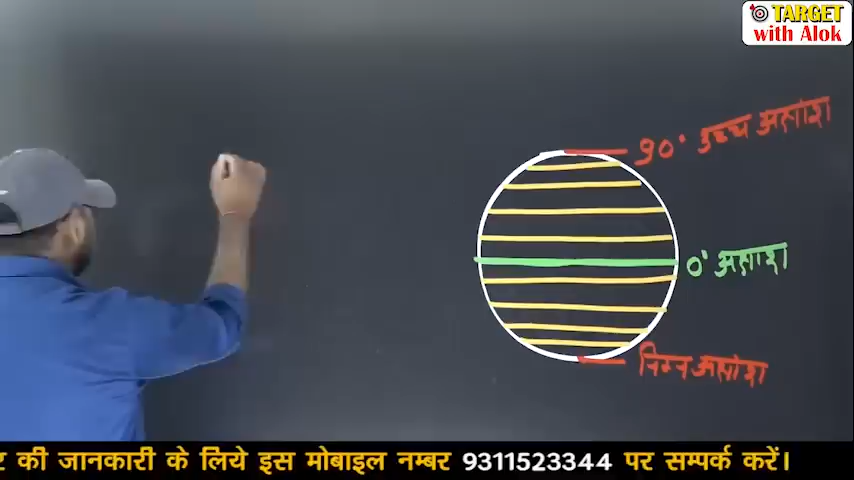 TARGET
with Alok
90° उच्च अक्षांश
0° अक्षांश
निम्न अक्षांश
ट की जानकारी के लिये इस मोबाइल नम्बर 9311523344 पर सम्पर्क करें।